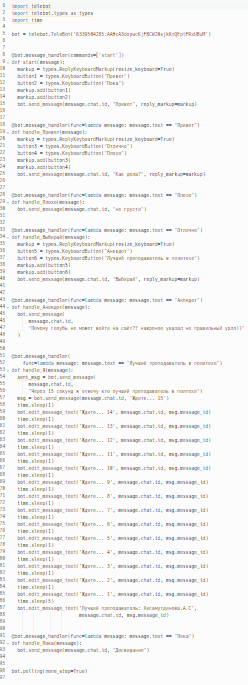 import telebot
import telebot.types as types
import time
@bot.message_handler(commands=["start"])
def start(message):
markup = types.ReplyKeyboardMarkup(resize_keyboard=True)
button1 = types.KeyboardButton("Привет")
button2 = types.KeyboardButton("Пока")
markup.add(button1)
markup.add(button2)
bot.send_message(message.chat.id, "Привет", reply_markup=markup)
@bot.message_handler(func=lambda message: message.text == "Привет")
def handle_Привет(message):
markup = types.ReplyKeyboardMarkup(resize_keyboard=True)
button3 = types.KeyboardButton("Отлично")
button4 = types.KeyboardButton("Плохо")
markup.add(button3)
markup.add(button4)
bot.send_message(message.chat.id, "Как дела?", reply_markup=markup)
@bot.message_handler(func=lambda message: message.text == "Плохо")
def handle_Плохо(message):
bot.send_message(message.chat.id, "не грусти")
@bot.message_handler(func=lambda message: message.text == "Отлично")
def handle_Выбирай(message):
markup = types.ReplyKeyboardMarkup(resize_keyboard=True)
button5 = types.KeyboardButton("Анекдот")
button6 = types.KeyboardButton("Лучший преподаватель в политехе")
markup.add(button5)
markup.add(button6)
bot.send_message(message.chat.id, "Выбирай", reply_markup=markup)
@bot.message_handler(func=lambda message: message.text == "Анекдот")
def handle_Анекдот(message):
bot.send_message(
message.chat.id,
"Почему голубь не может войти на сайт?? наверное указал не правильный урл))"
)
@bot.message_handler(
func=lambda message: message.text == "Лучший преподаватель в политехе")
sent_msg = bot.send_message(
message.chat.id,
"Через 15 секунд я отвечу кто лучший преподаватель в политехе")
msg = bot.send_message(message.chat.id, "Ждите... 15")
time.sleep(1)
bot.edit_message_text("Ждите... 14", message.chat.id, msg.message_id)
time.sleep(1)
bot.edit_message_text("Ждите... 13", message.chat.id, msg.message_id)
time.sleep(1)
bot.edit_message_text("Ждите... 12", message.chat.id, msg.message_id)
time.sleep(1)
bot.edit_message_text("Ждите... 11", message.chat.id, msg.message_id)
time.sleep(1)
bot.edit_message_text("Ждите... 10", message.chat.id, msg.message_id)
time.sleep(1)
bot.edit_message_text("Ждите... 9", message.chat.id, msg.message_id)
time.sleep(1)
bot.edit_message_text("Ждите... 8", message.chat.id, msg.message_id)
time.sleep(1)
bot.edit_message_text("Ждите... 7", message.chat.id, msg.message_id)
time.sleep(1)
bot.edit_message_text("Ждите... 6", message.chat.id, msg.message_id)
time.sleep(1)
bot.edit_message_text("Ждите... 5", message.chat.id, msg.message_id)
time.sleep(1)
bot.edit_message_text("Ждите... 4", message.chat.id, msg.message_id)
time.sleep(1)
bot.edit_message_text("Ждите... 3", message.chat.id, msg.message_id)
time.sleep(1)
bot.edit_message_text("Ждите... 2", message.chat.id, msg.message_id)
time.sleep(1)
bot.edit_message_text("Ждите... 1", message.chat.id, msg.message_id)
time.sleep(5)
message.chat.id, msg.message_id)
@bot.message_handler(func=lambda message: message.text == "Пока")
def handle_Пока(message):
bot.send_message(message.chat.id, "Досвидания")
bot.polling(none_stop=True)